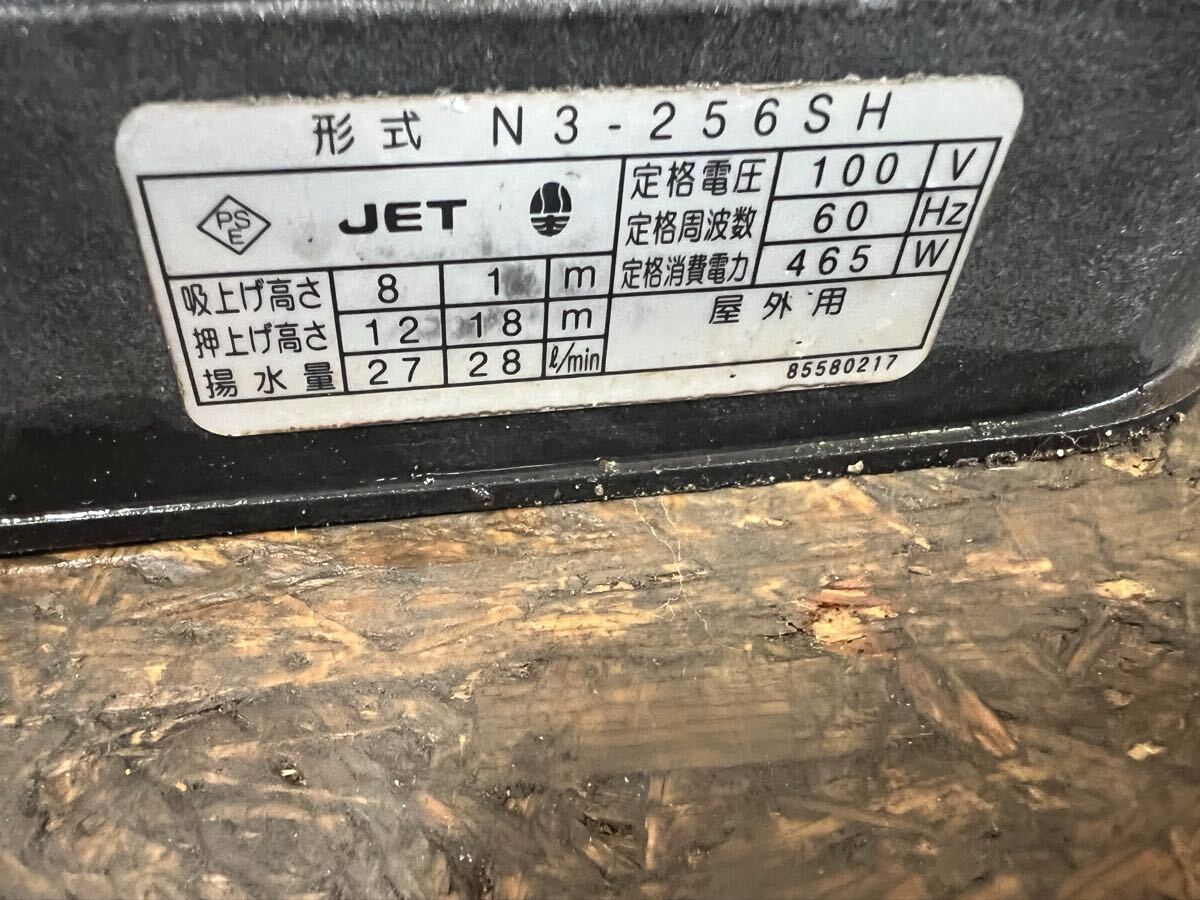 形式 N3-256SH
PSE JET
定格電圧 100 V
定格周波数 60 Hz
定格消費電力 465 W
吸上げ高さ 8 1 m
押上げ高さ 12 18 m
揚水量 27 28 ℓ/min
屋外用
85580217